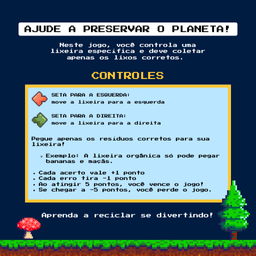 AJUDE A PRESERVAR O PLANETA!
Neste jogo, você controla uma
lixeira específica e deve coletar
apenas os lixos corretos.
CONTROLES
SETA PARA A ESQUERDA:
move a lixeira para a esquerda
SETA PARA A DIREITA:
move a lixeira para a direita
Pegue apenas os resíduos corretos para sua
lixeira!
• Exemplo: A lixeira orgânica só pode pegar
bananas e maçãs.
• Cada acerto vale +1 ponto
• Cada erro tira -1 ponto
• Ao atingir 5 pontos, você vence o jogo!
• Se chegar a -5 pontos, você perde o jogo.
Aprenda a reciclar se divertindo!